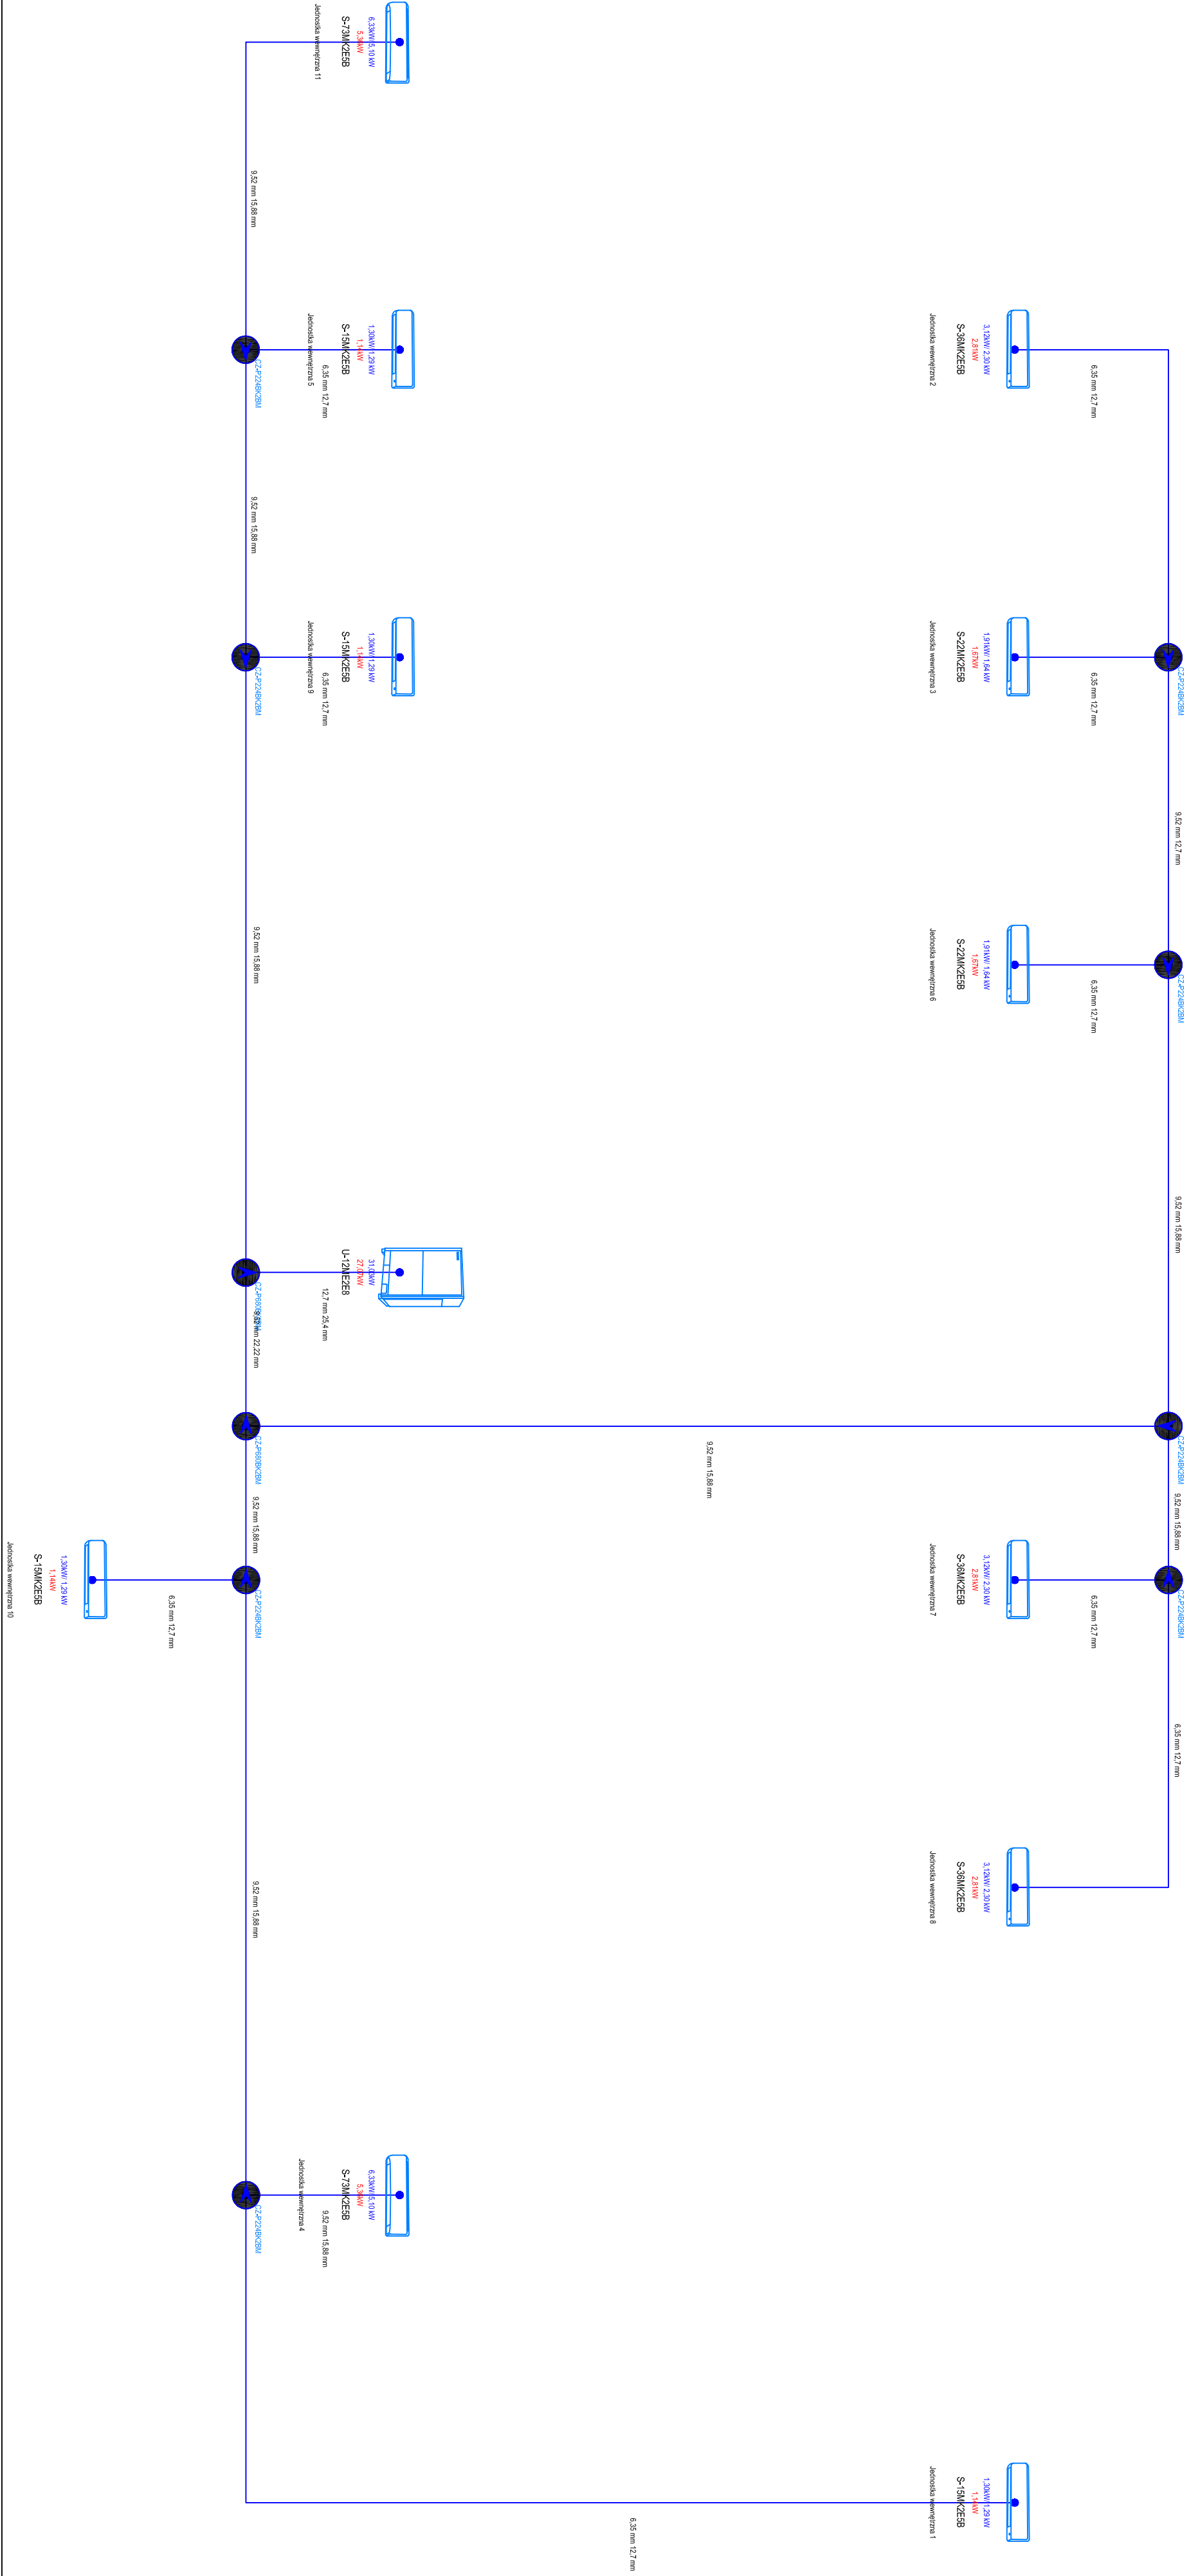 6,33kW/ 5,10 kW
5,36kW
S-73MK2E5B
Jednostka wewnętrzna 11
9,52 mm 15,88 mm
1,30kW/ 1,29 kW
1,14kW
S-15MK2E5B
Jednostka wewnętrzna 5
6,35 mm 12,7 mm
CZ-P224BK2BM
3,12kW/ 2,30 kW
2,81kW
S-36MK2E5B
Jednostka wewnętrzna 2
6,35 mm 12,7 mm
9,52 mm 15,88 mm
1,30kW/ 1,29 kW
1,14kW
S-15MK2E5B
Jednostka wewnętrzna 9
6,35 mm 12,7 mm
CZ-P224BK2BM
1,91kW/ 1,64 kW
1,67kW
S-22MK2E5B
Jednostka wewnętrzna 3
6,35 mm 12,7 mm
CZ-P224BK2BM
9,52 mm 12,7 mm
1,91kW/ 1,64 kW
1,67kW
S-22MK2E5B
Jednostka wewnętrzna 6
6,35 mm 12,7 mm
CZ-P224BK2BM
9,52 mm 15,88 mm
9,52 mm 15,88 mm
31,03kW
27,07kW
U-12ME2E8
12,7 mm 25,4 mm
9,52 mm 22,22 mm
CZ-P680BK2BM
9,52 mm 15,88 mm
CZ-P224BK2BM
9,52 mm 15,88 mm
9,52 mm 15,88 mm
CZ-P224BK2BM
1,30kW/ 1,29 kW
1,14kW
S-15MK2E5B
Jednostka wewnętrzna 10
6,35 mm 12,7 mm
3,12kW/ 2,30 kW
2,81kW
S-36MK2E5B
Jednostka wewnętrzna 7
6,35 mm 12,7 mm
CZ-P224BK2BM
6,35 mm 12,7 mm
3,12kW/ 2,30 kW
2,81kW
S-36MK2E5B
Jednostka wewnętrzna 8
9,52 mm 15,88 mm
6,33kW/ 5,10 kW
5,36kW
S-73MK2E5B
Jednostka wewnętrzna 4
9,52 mm 15,88 mm
CZ-P224BK2BM
1,30kW/ 1,29 kW
1,14kW
S-15MK2E5B
Jednostka wewnętrzna 1
6,35 mm 12,7 mm